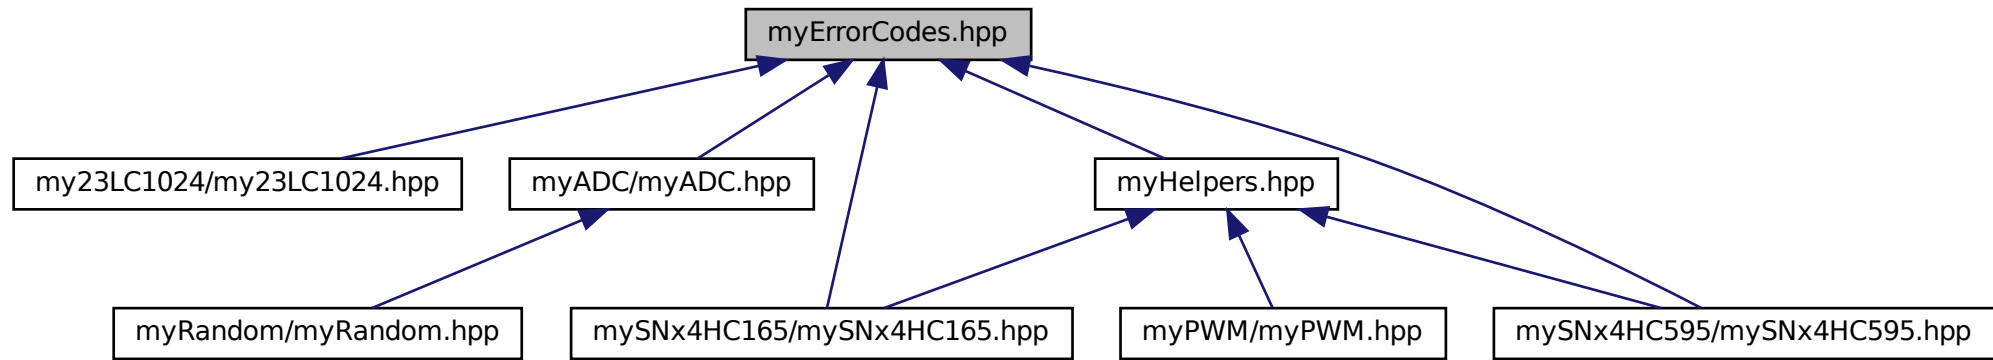 myErrorCodes.hpp
my23LC1024/my23LC1024.hpp
myADC/myADC.hpp
myHelpers.hpp
myRandom/myRandom.hpp
mySNx4HC165/mySNx4HC165.hpp
myPWM/myPWM.hpp
mySNx4HC595/mySNx4HC595.hpp